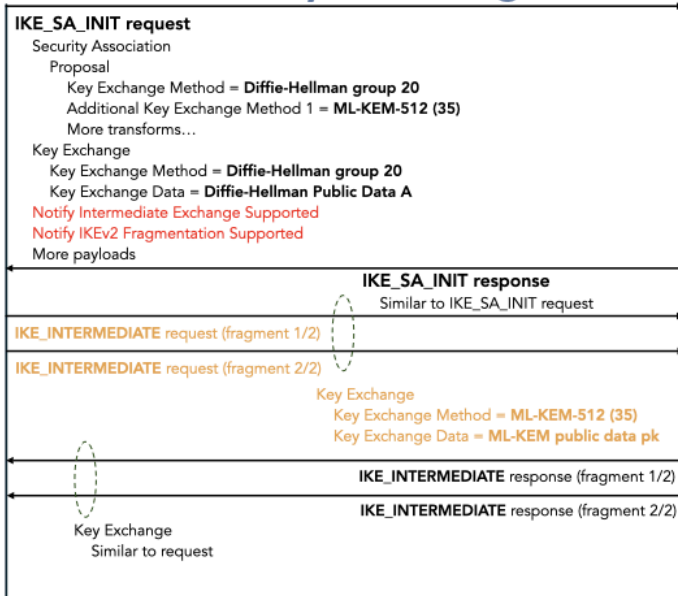 IKE_SA_INIT request
Security Association
Proposal
Key Exchange Method = Diffie-Hellman group 20
Additional Key Exchange Method 1 = ML-KEM-512 (35)
More transforms...
Key Exchange
Key Exchange Method = Diffie-Hellman group 20
Key Exchange Data = Diffie-Hellman Public Data A
Notify Intermediate Exchange Supported
Notify IKEv2 Fragmentation Supported
More payloads
IKE_SA_INIT response
Similar to IKE_SA_INIT request
IKE_INTERMEDIATE request (fragment 1/2)
IKE_INTERMEDIATE request (fragment 2/2)
Key Exchange
Key Exchange Method = ML-KEM-512 (35)
Key Exchange Data = ML-KEM public data pk
IKE_INTERMEDIATE response (fragment 1/2)
IKE_INTERMEDIATE response (fragment 2/2)
Key Exchange
Similar to request